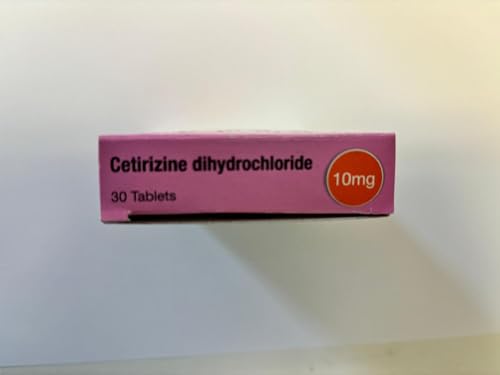 Cetirizine dihydrochloride
10mg
30 Tablets